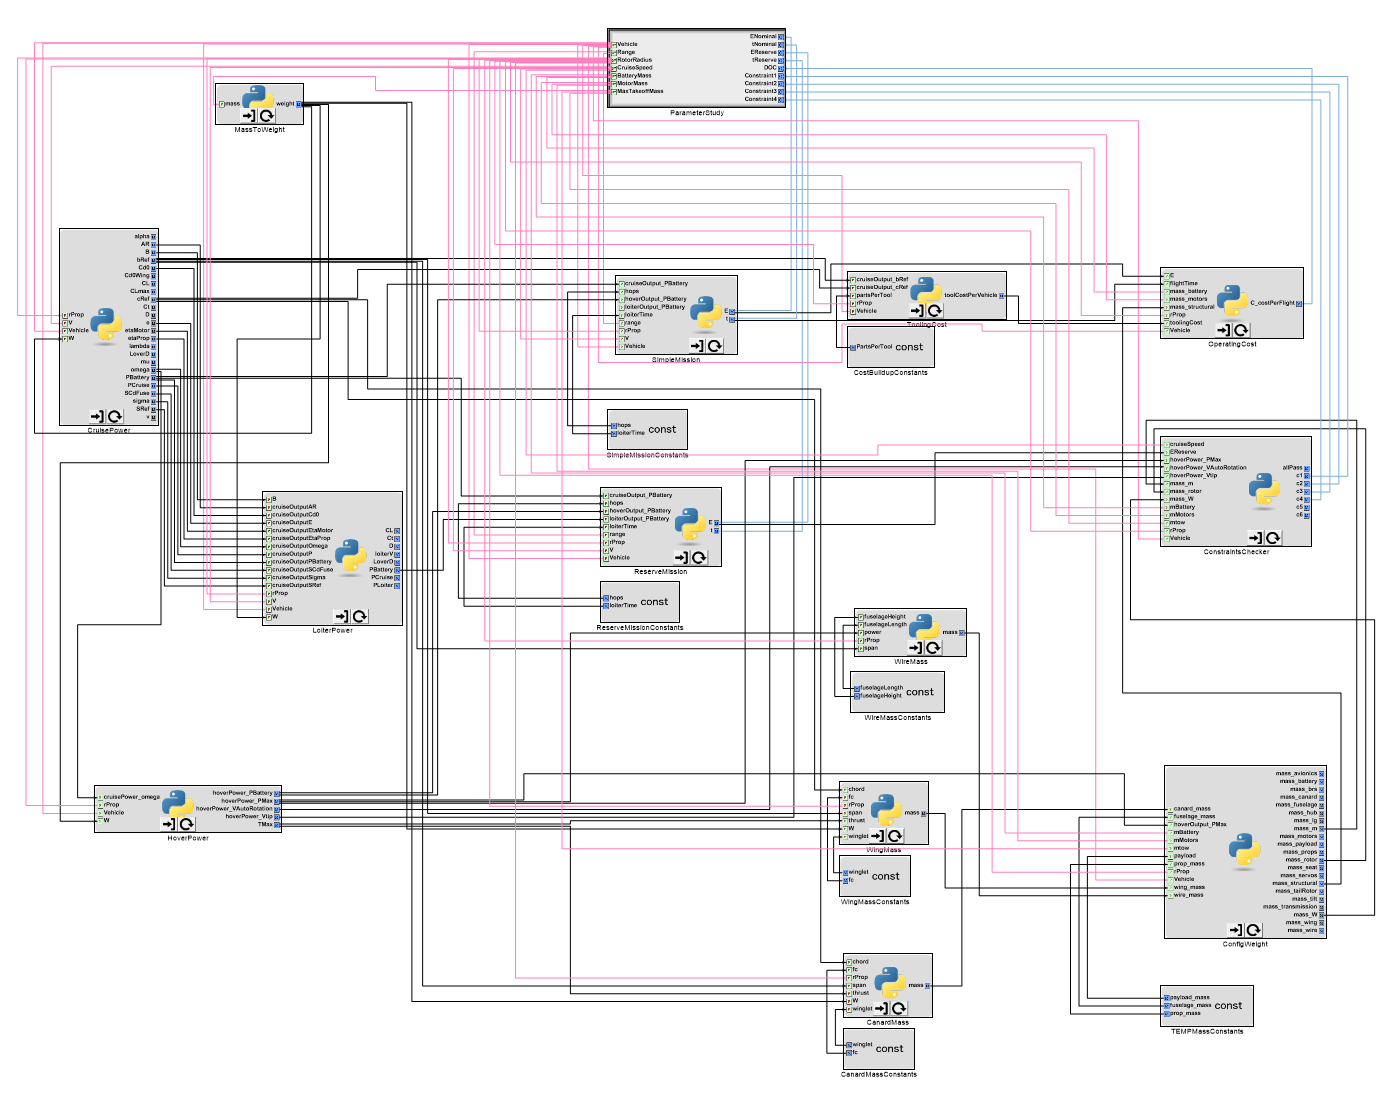 Vehicle
Range
RotorRadius
CruiseSpeed
BatteryMass
MotorMass
MaxTakeoffMass
ENominal
tNominal
EReserve
tReserve
DOC
Constraint1
Constraint2
Constraint3
Constraint4
ParameterStudy
mass
weight
MassToWeight
rProp
V
Vehicle
W
alpha
AR
B
bRef
Cd0
Cd0Wing
CL
CLmax
cRef
Ct
D
e
etaMotor
etaProp
lambda
LoverD
mu
omega
PBattery
PCruise
SCdFuse
sigma
SRef
v
CruisePower
cruiseOutput_PBattery
hops
hoverOutput_PBattery
loiterOutput_PBattery
loiterTime
range
rProp
V
Vehicle
E
t
SimpleMission
cruiseOutput_bRef
cruiseOutput_cRef
partsPerTool
rProp
Vehicle
toolCostPerVehicle
ToolingCost
PartsPerTool
const
CostBuildupConstants
E
flightTime
mass_battery
mass_motors
mass_structural
rProp
toolingCost
Vehicle
C_costPerFlight
OperatingCost
hops
loiterTime
const
SimpleMissionConstants
cruiseSpeed
EReserve
hoverPower_PMax
hoverPower_VAutoRotation
hoverPower_Vtip
mass_m
mass_rotor
mass_W
mBattery
mMotors
mtow
rProp
Vehicle
allPass
c1
c2
c3
c4
c5
c6
ConstraintsChecker
B
cruiseOutputAR
cruiseOutputCd0
cruiseOutputE
cruiseOutputEtaMotor
cruiseOutputEtaProp
cruiseOutputOmega
cruiseOutputP
cruiseOutputPBattery
cruiseOutputSCdFuse
cruiseOutputSigma
cruiseOutputSRef
rProp
V
Vehicle
W
CL
Ct
D
loiterV
LoverD
PBattery
PCruise
PLoiter
LoiterPower
cruiseOutput_PBattery
hops
hoverOutput_PBattery
loiterOutput_PBattery
loiterTime
range
rProp
V
Vehicle
E
t
ReserveMission
hops
loiterTime
const
ReserveMissionConstants
fuselageHeight
fuselageLength
power
rProp
span
mass
WireMass
fuselageLength
fuselageHeight
const
WireMassConstants
cruisePower_omega
rProp
Vehicle
W
hoverPower_PBattery
hoverPower_PMax
hoverPower_VAutoRotation
hoverPower_Vtip
TMax
HoverPower
chord
fc
rProp
span
thrust
W
winglet
mass
WingMass
winglet
fc
const
WingMassConstants
canard_mass
fuselage_mass
hoverOutput_PMax
mBattery
mMotors
mtow
payload
prop_mass
rProp
Vehicle
wing_mass
wire_mass
mass_avionics
mass_battery
mass_brs
mass_canard
mass_fuselage
mass_hub
mass_lg
mass_m
mass_motors
mass_payload
mass_props
mass_rotor
mass_seat
mass_servos
mass_structural
mass_tailRotor
mass_tilt
mass_transmission
mass_W
mass_wing
mass_wire
ConfigWeight
chord
fc
rProp
span
thrust
W
winglet
mass
CanardMass
winglet
fc
const
CanardMassConstants
payload_mass
fuselage_mass
prop_mass
const
TEMPMassConstants